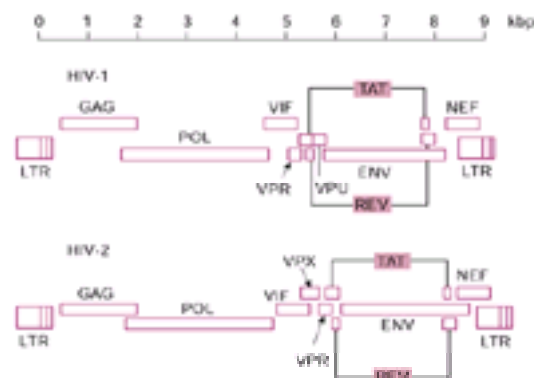 0 1 2 3 4 5 6 7 8 9 kbp
HIV-1
TAT
GAG VIF NEF
POL
LTR ENV LTR
VPR VPU
REV
HIV-2
VPX TAT
GAG VIF NEF
POL
LTR ENV LTR
VPR
REV